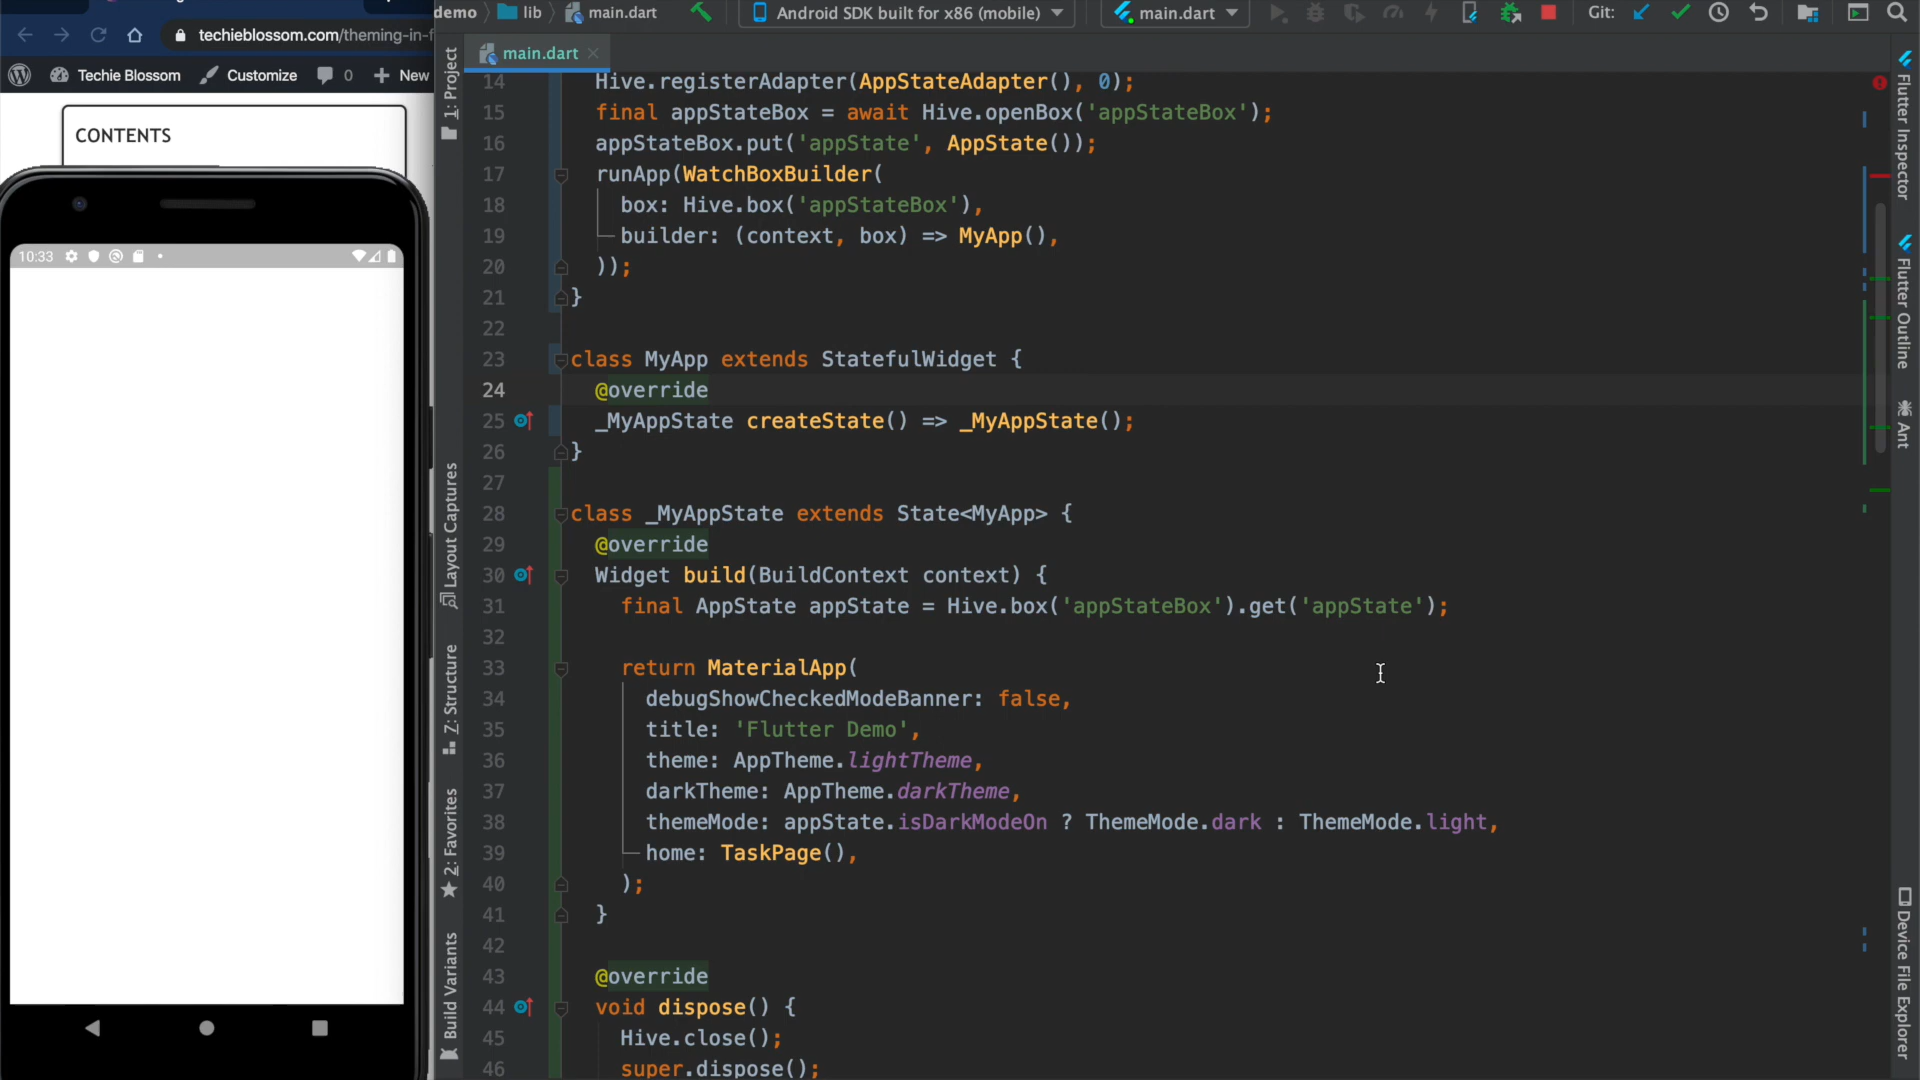 techieblossom.com/theming-in-f
Techie Blossom
Customize
0
New
CONTENTS
10:33
demo
lib
main.dart
Android SDK built for x86 (mobile)
main.dart
Git:
main.dart
1: Project
Layout Captures
Z: Structure
2: Favorites
Build Variants
14 Hive.registerAdapter(AppStateAdapter(), 0);
15 final appStateBox = await Hive.openBox('appStateBox');
16 appStateBox.put('appState', AppState());
17 runApp(WatchBoxBuilder(
18 box: Hive.box('appStateBox'),
19 builder: (context, box) => MyApp(),
20 ));
21 }
22
23 class MyApp extends StatefulWidget {
24 @override
25 _MyAppState createState() => _MyAppState();
26 }
27
28 class _MyAppState extends State<MyApp> {
29 @override
30 Widget build(BuildContext context) {
31 final AppState appState = Hive.box('appStateBox').get('appState');
32
33 return MaterialApp(
34 debugShowCheckedModeBanner: false,
35 title: 'Flutter Demo',
36 theme: AppTheme.lightTheme,
37 darkTheme: AppTheme.darkTheme,
38 themeMode: appState.isDarkModeOn ? ThemeMode.dark : ThemeMode.light,
39 home: TaskPage(),
40 );
41 }
42
43 @override
44 void dispose() {
45 Hive.close();
46 super.dispose();
Flutter Inspector
Flutter Outline
Ant
Device File Explorer